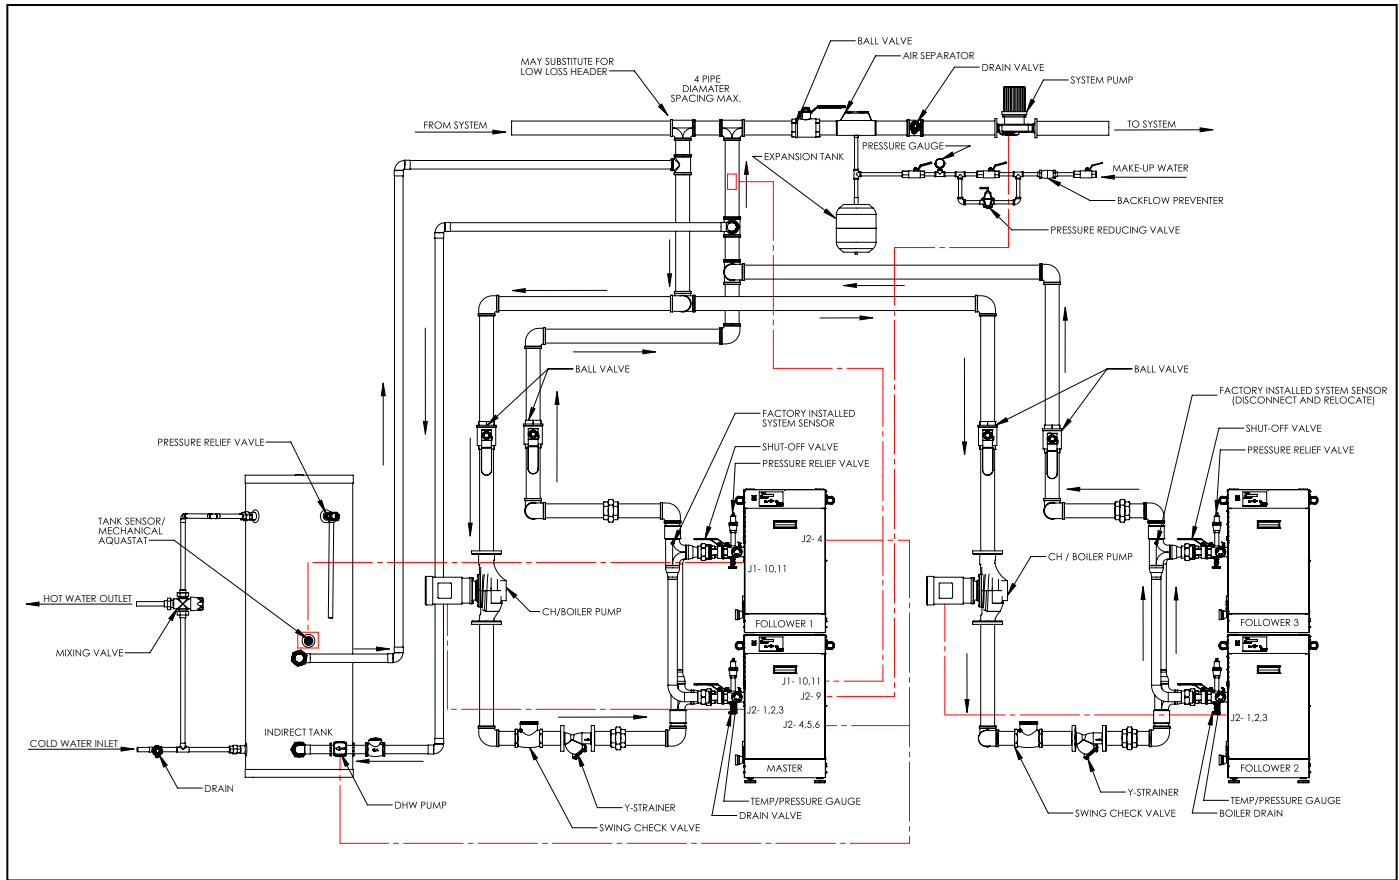 BALL VALVE
AIR SEPARATOR
MAY SUBSTITUTE FOR
LOW LOSS HEADER
4 PIPE
DIAMATER
SPACING MAX.
DRAIN VALVE
SYSTEM PUMP
FROM SYSTEM
TO SYSTEM
PRESSURE GAUGE
EXPANSION TANK
MAKE-UP WATER
BACKFLOW PREVENTER
PRESSURE REDUCING VALVE
BALL VALVE
BALL VALVE
FACTORY INSTALLED
SYSTEM SENSOR
FACTORY INSTALLED SYSTEM SENSOR
(DISCONNECT AND RELOCATE)
SHUT-OFF VALVE
PRESSURE RELIEF VALVE
SHUT-OFF VALVE
PRESSURE RELIEF VALVE
PRESSURE RELIEF VAVLE
TANK SENSOR/
MECHANICAL
AQUASTAT
J2- 4
J1- 10,11
CH/BOILER PUMP
CH / BOILER PUMP
HOT WATER OUTLET
MIXING VALVE
FOLLOWER 1
FOLLOWER 3
J1- 10,11
J2- 9
J2- 1,2,3
J2- 4,5,6
J2- 1,2,3
INDIRECT TANK
COLD WATER INLET
MASTER
FOLLOWER 2
DRAIN
DHW PUMP
Y-STRAINER
SWING CHECK VALVE
TEMP/PRESSURE GAUGE
DRAIN VALVE
Y-STRAINER
SWING CHECK VALVE
TEMP/PRESSURE GAUGE
BOILER DRAIN